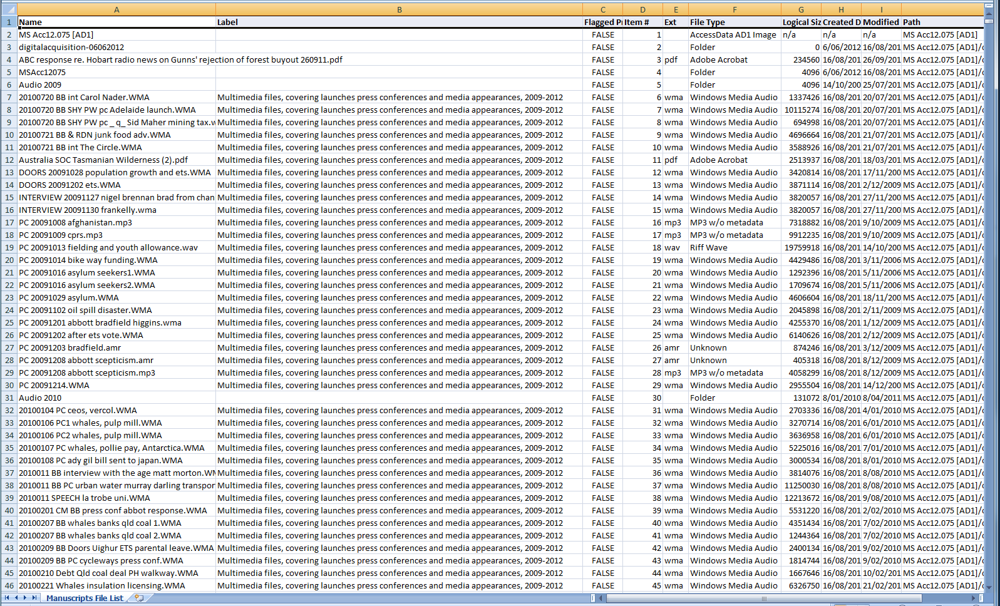 A B C D E F G H I
1 Name Label Flagged Pr Item # Ext File Type Logical Siz Created D Modified Path
2 MS Acc12.075 [AD1] FALSE 1 AccessData AD1 Image n/a n/a n/a MS Acc12.075 [AD1]
3 digitalacquisition-06062012 FALSE 2 Folder 0 6/06/2012 16/08/201 MS Acc12.075 [AD1]/
4 ABC response re. Hobart radio news on Gunns' rejection of forest buyout 260911.pdf FALSE 3 pdf Adobe Acrobat 234560 16/08/201 26/09/201 MS Acc12.075 [AD1]/
5 MSAcc12075 FALSE 4 Folder 4096 6/06/2012 16/08/201 MS Acc12.075 [AD1]/
6 Audio 2009 FALSE 5 Folder 4096 14/10/200 25/07/201 MS Acc12.075 [AD1]/
7 20100720 BB int Carol Nader.WMA Multimedia files, covering launches press conferences and media appearances, 2009-2012 FALSE 6 wma Windows Media Audio 1337426 16/08/201 20/07/201 MS Acc12.075 [AD1]/
8 20100720 BB SHY PW pc Adelaide launch.WMA Multimedia files, covering launches press conferences and media appearances, 2009-2012 FALSE 7 wma Windows Media Audio 10115274 16/08/201 20/07/201 MS Acc12.075 [AD1]/
9 20100720 BB SHY PW pc _ q_ Sid Maher mining tax.w Multimedia files, covering launches press conferences and media appearances, 2009-2012 FALSE 8 wma Windows Media Audio 694998 16/08/201 20/07/201 MS Acc12.075 [AD1]/
10 20100721 BB & RDN junk food adv.WMA Multimedia files, covering launches press conferences and media appearances, 2009-2012 FALSE 9 wma Windows Media Audio 4696664 16/08/201 21/07/201 MS Acc12.075 [AD1]/
11 20100721 BB int The Circle.WMA Multimedia files, covering launches press conferences and media appearances, 2009-2012 FALSE 10 wma Windows Media Audio 3588926 16/08/201 21/07/201 MS Acc12.075 [AD1]/
12 Australia SOC Tasmanian Wilderness (2).pdf Multimedia files, covering launches press conferences and media appearances, 2009-2012 FALSE 11 pdf Adobe Acrobat 2513937 16/08/201 18/03/201 MS Acc12.075 [AD1]/
13 DOORS 20091028 population growth and ets.WMA Multimedia files, covering launches press conferences and media appearances, 2009-2012 FALSE 12 wma Windows Media Audio 3420814 16/08/201 17/11/200 MS Acc12.075 [AD1]/
14 DOORS 20091202 ets.WMA Multimedia files, covering launches press conferences and media appearances, 2009-2012 FALSE 13 wma Windows Media Audio 3871114 16/08/201 2/12/2009 MS Acc12.075 [AD1]/
15 INTERVIEW 20091127 nigel brennan brad from chan Multimedia files, covering launches press conferences and media appearances, 2009-2012 FALSE 14 wma Windows Media Audio 3820057 16/08/201 27/11/200 MS Acc12.075 [AD1]/
16 INTERVIEW 20091130 frankelly.wma Multimedia files, covering launches press conferences and media appearances, 2009-2012 FALSE 15 wma Windows Media Audio 3820057 16/08/201 27/11/200 MS Acc12.075 [AD1]/
17 PC 20091008 afghanistan.mp3 Multimedia files, covering launches press conferences and media appearances, 2009-2012 FALSE 16 mp3 MP3 w/o metadata 7318882 16/08/201 9/10/2009 MS Acc12.075 [AD1]/
18 PC 20091009 cprs.mp3 Multimedia files, covering launches press conferences and media appearances, 2009-2012 FALSE 17 mp3 MP3 w/o metadata 9912235 16/08/201 9/10/2009 MS Acc12.075 [AD1]/
19 PC 20091013 fielding and youth allowance.wav Multimedia files, covering launches press conferences and media appearances, 2009-2012 FALSE 18 wav Riff Wave 19759918 16/08/201 14/10/200 MS Acc12.075 [AD1]/
20 PC 20091014 bike way funding.WMA Multimedia files, covering launches press conferences and media appearances, 2009-2012 FALSE 19 wma Windows Media Audio 4429486 16/08/201 3/11/2006 MS Acc12.075 [AD1]/
21 PC 20091016 asylum seekers1.WMA Multimedia files, covering launches press conferences and media appearances, 2009-2012 FALSE 20 wma Windows Media Audio 1292396 16/08/201 5/11/2006 MS Acc12.075 [AD1]/
22 PC 20091016 asylum seekers2.WMA Multimedia files, covering launches press conferences and media appearances, 2009-2012 FALSE 21 wma Windows Media Audio 1709674 16/08/201 5/11/2006 MS Acc12.075 [AD1]/
23 PC 20091029 asylum.WMA Multimedia files, covering launches press conferences and media appearances, 2009-2012 FALSE 22 wma Windows Media Audio 4606604 16/08/201 18/11/200 MS Acc12.075 [AD1]/
24 PC 20091102 oil spill disaster.WMA Multimedia files, covering launches press conferences and media appearances, 2009-2012 FALSE 23 wma Windows Media Audio 2045898 16/08/201 2/11/2009 MS Acc12.075 [AD1]/
25 PC 20091201 abbott bradfield higgins.wma Multimedia files, covering launches press conferences and media appearances, 2009-2012 FALSE 24 wma Windows Media Audio 4255370 16/08/201 1/12/2009 MS Acc12.075 [AD1]/
26 PC 20091202 after ets vote.WMA Multimedia files, covering launches press conferences and media appearances, 2009-2012 FALSE 25 wma Windows Media Audio 6140626 16/08/201 2/12/2009 MS Acc12.075 [AD1]/
27 PC 20091203 bradfield.amr Multimedia files, covering launches press conferences and media appearances, 2009-2012 FALSE 26 amr Unknown 874246 16/08/201 3/12/2009 MS Acc12.075 [AD1]/
28 PC 20091208 abbott scepticism.amr Multimedia files, covering launches press conferences and media appearances, 2009-2012 FALSE 27 amr Unknown 405318 16/08/201 8/12/2009 MS Acc12.075 [AD1]/
29 PC 20091208 abbott scepticism.mp3 Multimedia files, covering launches press conferences and media appearances, 2009-2012 FALSE 28 mp3 MP3 w/o metadata 4058299 16/08/201 8/12/2009 MS Acc12.075 [AD1]/
30 PC 20091214.WMA Multimedia files, covering launches press conferences and media appearances, 2009-2012 FALSE 29 wma Windows Media Audio 2955504 16/08/201 14/12/200 MS Acc12.075 [AD1]/
31 Audio 2010 FALSE 30 Folder 131072 8/01/2010 8/04/2011 MS Acc12.075 [AD1]/
32 20100104 PC ceos, vercol.WMA Multimedia files, covering launches press conferences and media appearances, 2009-2012 FALSE 31 wma Windows Media Audio 2703336 16/08/201 4/01/2010 MS Acc12.075 [AD1]/
33 20100106 PC1 whales, pulp mill.WMA Multimedia files, covering launches press conferences and media appearances, 2009-2012 FALSE 32 wma Windows Media Audio 3270714 16/08/201 6/01/2010 MS Acc12.075 [AD1]/
34 20100106 PC2 whales, pulp mill.WMA Multimedia files, covering launches press conferences and media appearances, 2009-2012 FALSE 33 wma Windows Media Audio 3636958 16/08/201 6/01/2010 MS Acc12.075 [AD1]/
35 20100107 PC whales, pollie pay, Antarctica.WMA Multimedia files, covering launches press conferences and media appearances, 2009-2012 FALSE 34 wma Windows Media Audio 5225016 16/08/201 7/01/2010 MS Acc12.075 [AD1]/
36 20100108 PC ady gil bill sent to japan.WMA Multimedia files, covering launches press conferences and media appearances, 2009-2012 FALSE 35 wma Windows Media Audio 3000534 16/08/201 8/01/2010 MS Acc12.075 [AD1]/
37 2010011 BB interview with the age matt morton.WM Multimedia files, covering launches press conferences and media appearances, 2009-2012 FALSE 36 wma Windows Media Audio 3814076 16/08/201 8/08/2010 MS Acc12.075 [AD1]/
38 2010011 BB PC urban water murray darling transpor Multimedia files, covering launches press conferences and media appearances, 2009-2012 FALSE 37 wma Windows Media Audio 11250030 16/08/201 8/08/2010 MS Acc12.075 [AD1]/
39 2010011 SPEECH la trobe uni.WMA Multimedia files, covering launches press conferences and media appearances, 2009-2012 FALSE 38 wma Windows Media Audio 12213672 16/08/201 9/08/2010 MS Acc12.075 [AD1]/
40 20100201 CM BB press conf abbot response.WMA Multimedia files, covering launches press conferences and media appearances, 2009-2012 FALSE 39 wma Windows Media Audio 5531220 16/08/201 2/02/2010 MS Acc12.075 [AD1]/
41 20100207 BB whales banks qld coal 1.WMA Multimedia files, covering launches press conferences and media appearances, 2009-2012 FALSE 40 wma Windows Media Audio 4351434 16/08/201 7/02/2010 MS Acc12.075 [AD1]/
42 20100207 BB whales banks qld coal 2.WMA Multimedia files, covering launches press conferences and media appearances, 2009-2012 FALSE 41 wma Windows Media Audio 1244364 16/08/201 7/02/2010 MS Acc12.075 [AD1]/
43 20100209 BB Doors Uighur ETS parental leave.WMA Multimedia files, covering launches press conferences and media appearances, 2009-2012 FALSE 42 wma Windows Media Audio 2400134 16/08/201 9/02/2010 MS Acc12.075 [AD1]/
44 20100209 BB PC cycleways press conf.WMA Multimedia files, covering launches press conferences and media appearances, 2009-2012 FALSE 43 wma Windows Media Audio 1814744 16/08/201 9/02/2010 MS Acc12.075 [AD1]/
45 20100210 Debt Qld coal deal PH walkway.WMA Multimedia files, covering launches press conferences and media appearances, 2009-2012 FALSE 44 wma Windows Media Audio 1667646 16/08/201 10/02/201 MS Acc12.075 [AD1]/
46 20100221 Whales insulation licensing.WMA Multimedia files, covering launches press conferences and media appearances, 2009-2012 FALSE 45 wma Windows Media Audio 6326750 16/08/201 21/02/201 MS Acc12.075 [AD1]/
Manuscripts File List